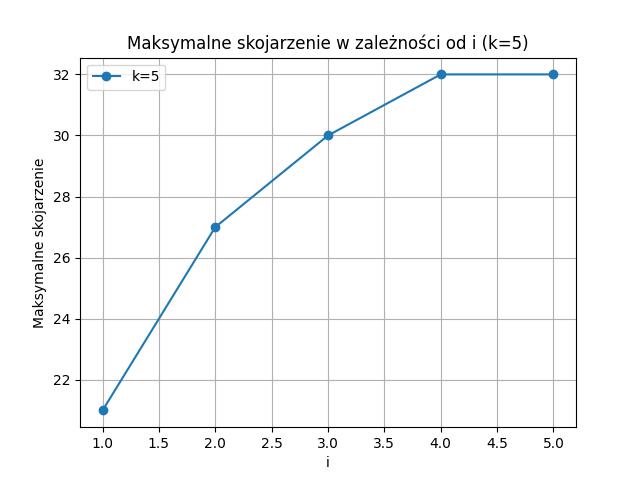 Maksymalne skojarzenie w zależności od i (k=5)
k=5
Maksymalne skojarzenie
32
30
28
26
24
22
1.0 1.5 2.0 2.5 3.0 3.5 4.0 4.5 5.0
i